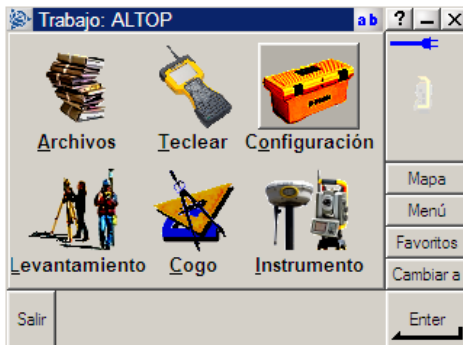 Trabajo: ALTOP
ab
?
Archivos
Teclear
Configuración
Mapa
Menú
Levantamiento
Cogo
Instrumento
Favoritos
Cambiar a
Salir
Enter